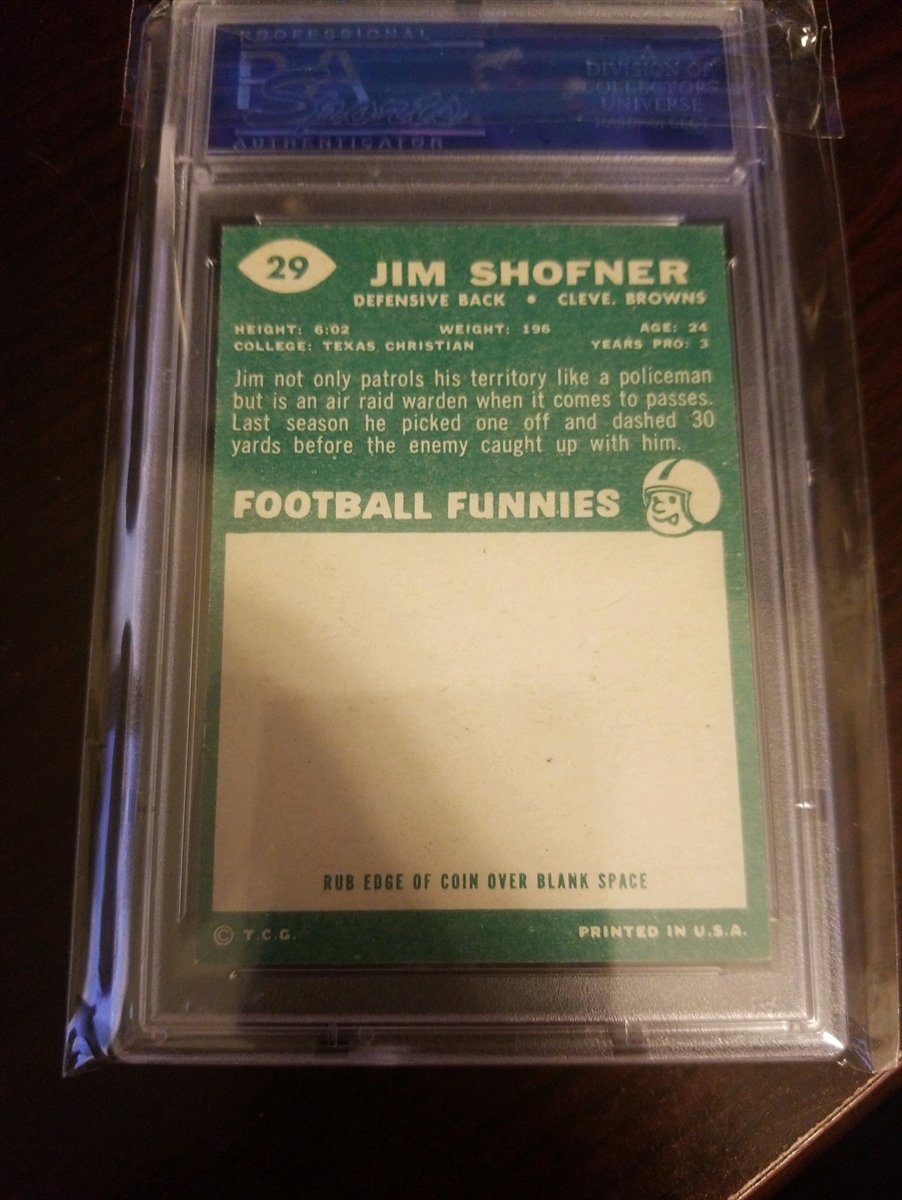 PROFESSIONAL
PSA
AUTHENTICATOR
A
DIVISION OF
COLLECTORS
UNIVERSE
29
JIM SHOFNER
DEFENSIVE BACK • CLEVE. BROWNS
HEIGHT: 6:02 WEIGHT: 196 AGE: 24
COLLEGE: TEXAS CHRISTIAN YEARS PRO: 3
Jim not only patrols his territory like a policeman
but is an air raid warden when it comes to passes.
Last season he picked one off and dashed 30
yards before the enemy caught up with him.
FOOTBALL FUNNIES
RUB EDGE OF COIN OVER BLANK SPACE
© T.C.G. PRINTED IN U.S.A.